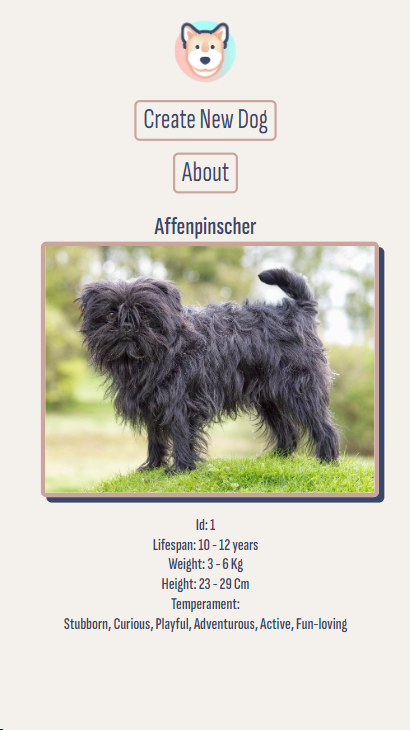 Create New Dog
About
Affenpinscher
Id: 1
Lifespan: 10 - 12 years
Weight: 3 - 6 Kg
Height: 23 - 29 Cm
Temperament:
Stubborn, Curious, Playful, Adventurous, Active, Fun-loving